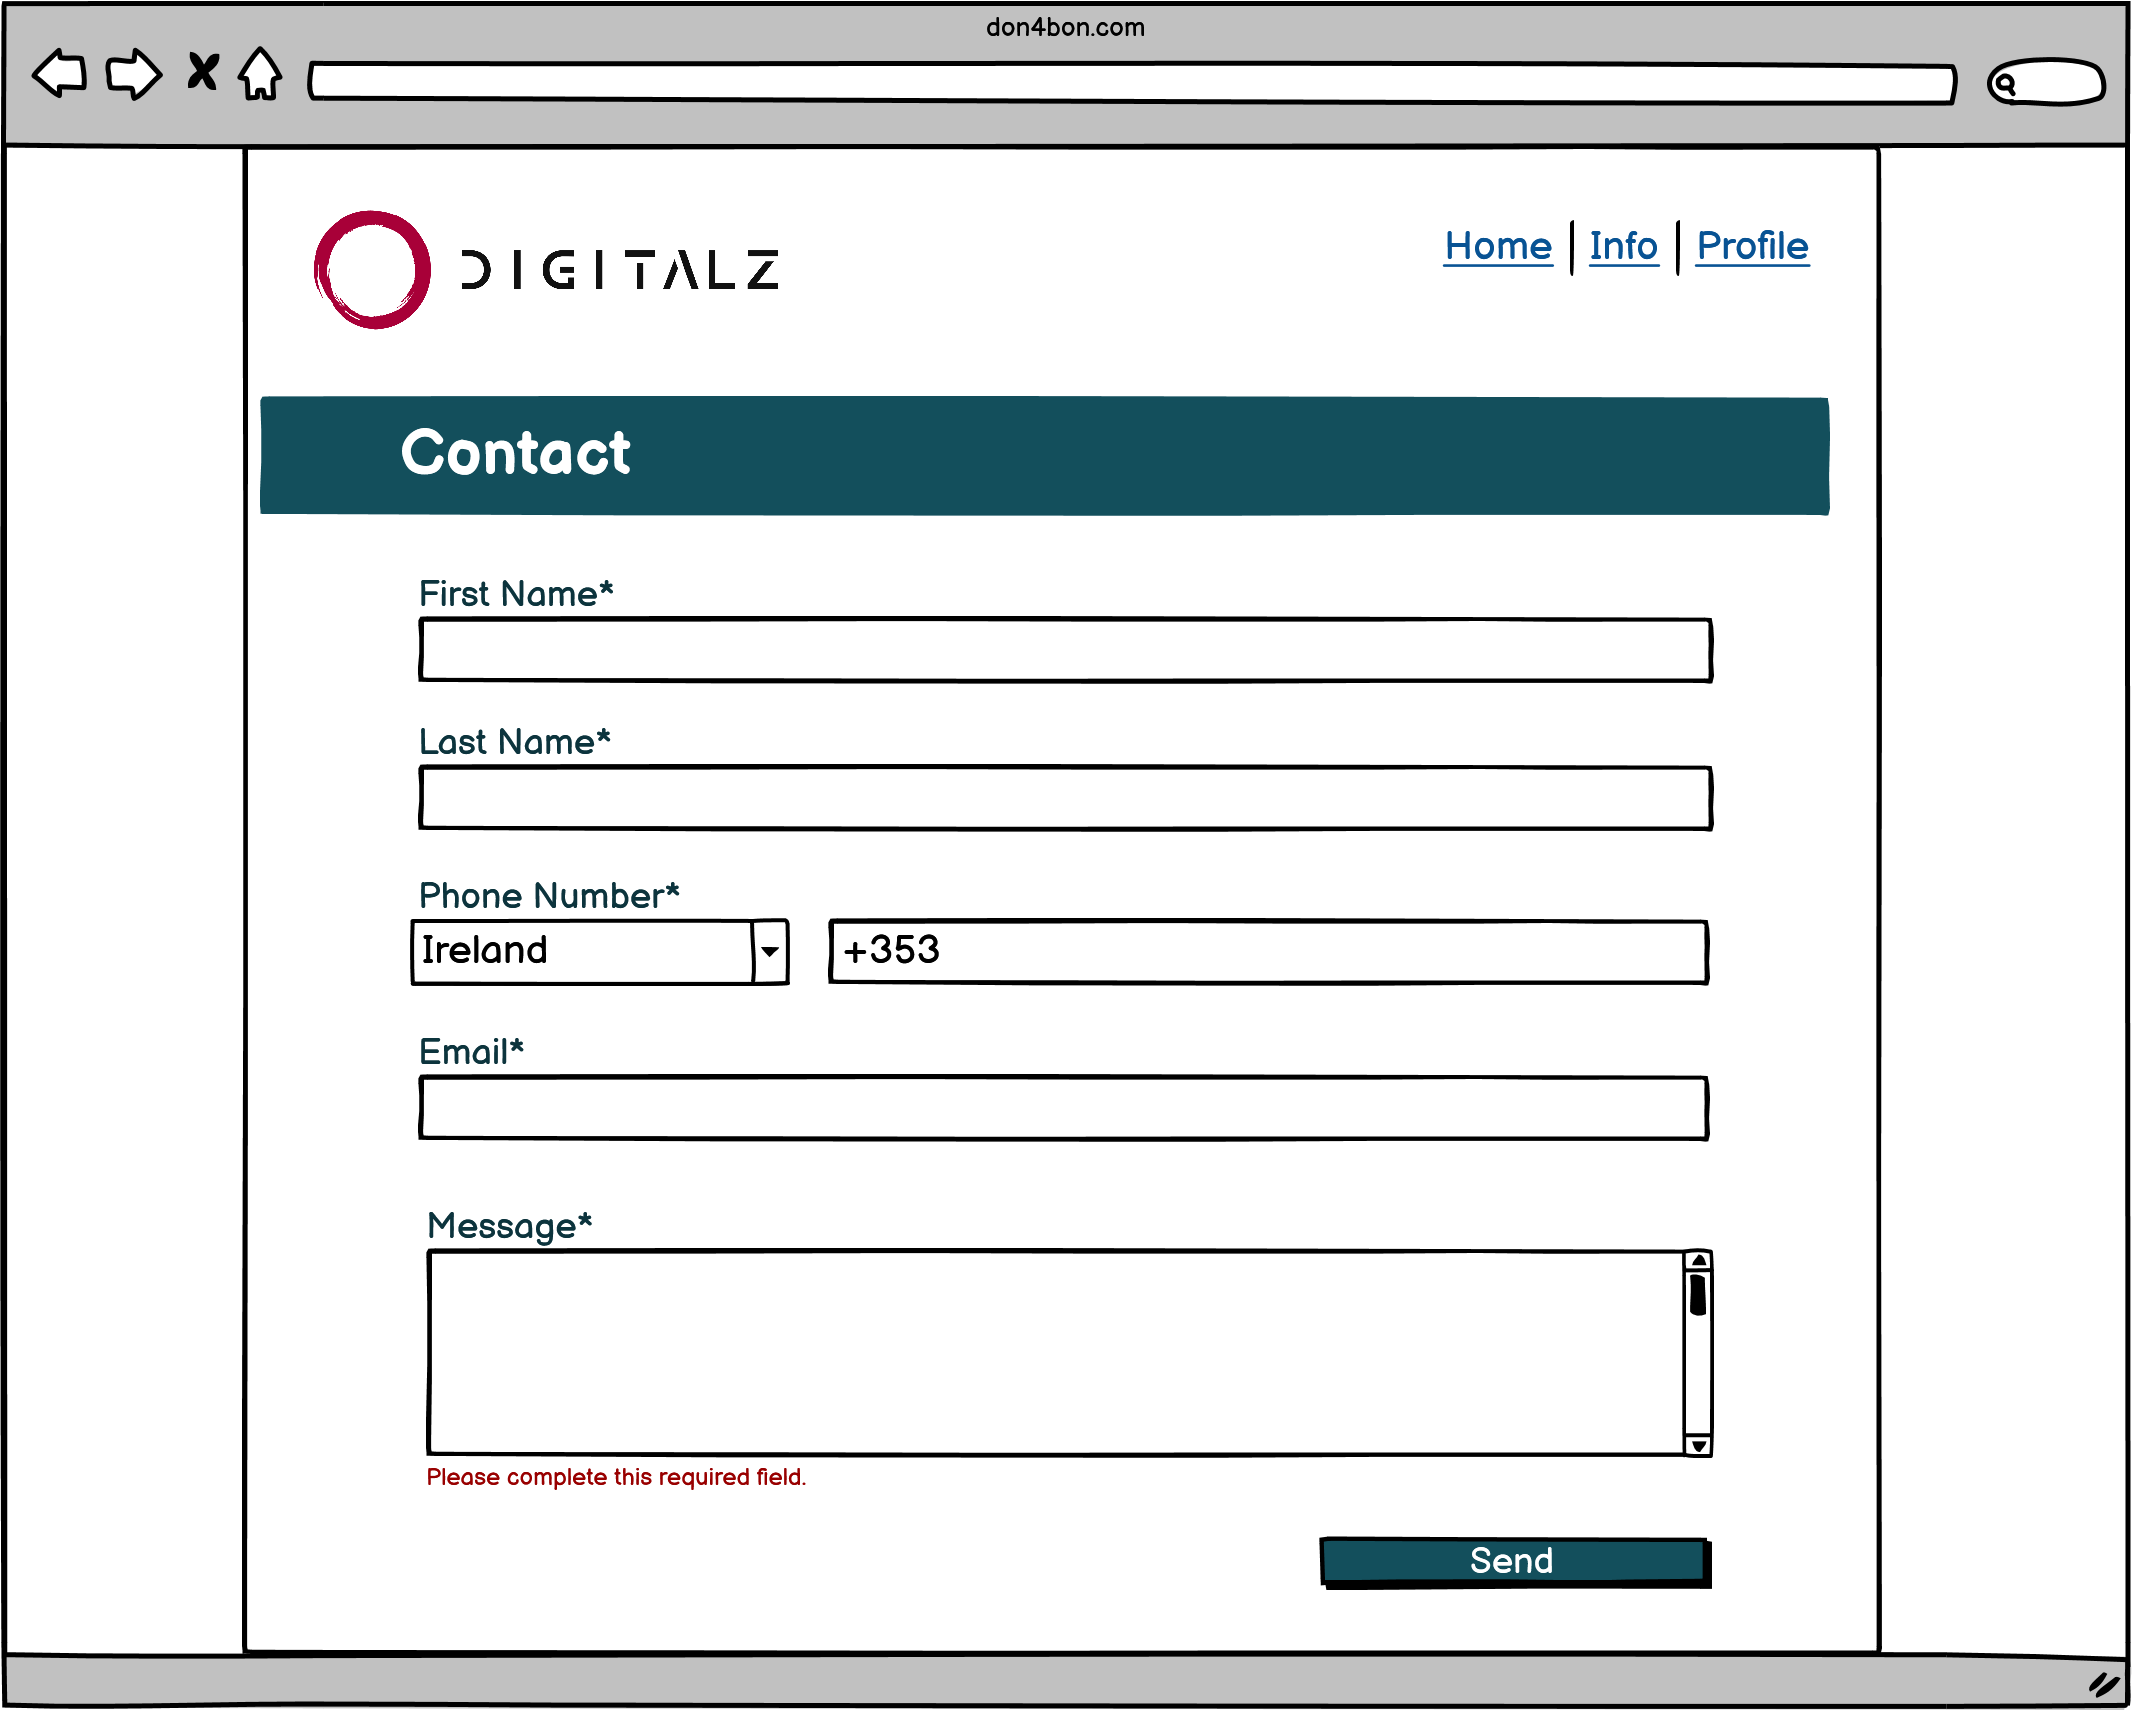 don4bon.com
DIGITALZ
Home | Info | Profile
Contact
First Name*
Last Name*
Phone Number*
Ireland +353
Email*
Message*
Please complete this required field.
Send